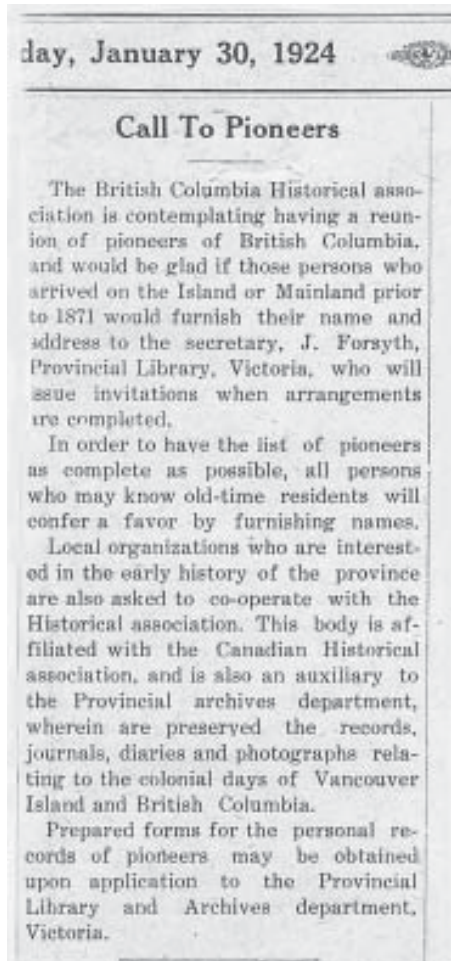 day, January 30, 1924
Call To Pioneers
The British Columbia Historical asso-
ciation is contemplating having a reun-
ion of pioneers of British Columbia,
and would be glad if those persons who
arrived on the Island or Mainland prior
to 1871 would furnish their name and
address to the secretary, J. Forsyth,
Provincial Library, Victoria, who will
issue invitations when arrangements
are completed.
In order to have the list of pioneers
as complete as possible, all persons
who may know old-time residents will
confer a favor by furnishing names.
Local organizations who are interest-
ed in the early history of the province
are also asked to co-operate with the
Historical association. This body is af-
filiated with the Canadian Historical
association, and is also an auxiliary to
the Provincial archives department,
wherein are preserved the records,
journals, diaries and photographs rela-
ting to the colonial days of Vancouver
Island and British Columbia.
Prepared forms for the personal re-
cords of pioneers may be obtained
upon application to the Provincial
Library and Archives department,
Victoria.